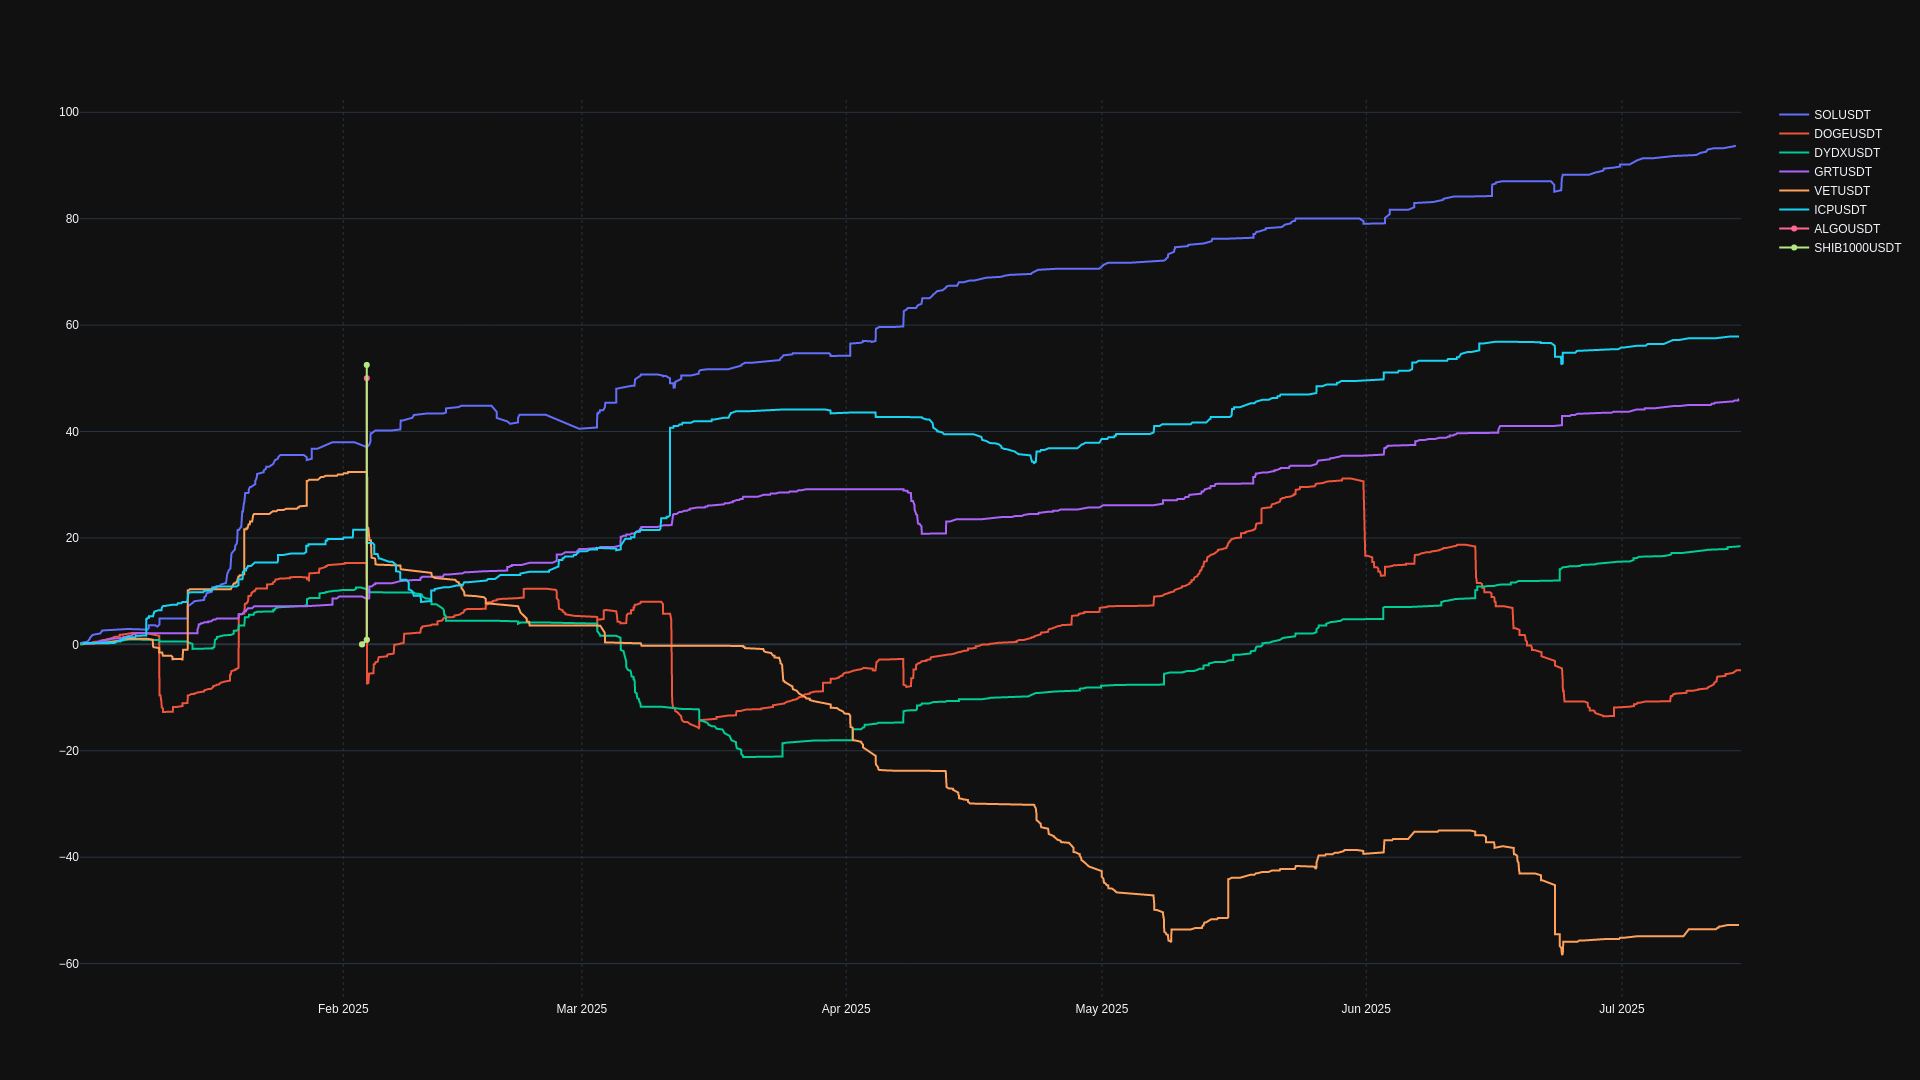 100
80
60
40
20
0
−20
−40
−60
Feb 2025
Mar 2025
Apr 2025
May 2025
Jun 2025
Jul 2025
SOLUSDT
DOGEUSDT
DYDXUSDT
GRTUSDT
VETUSDT
ICPUSDT
ALGOUSDT
SHIB1000USDT